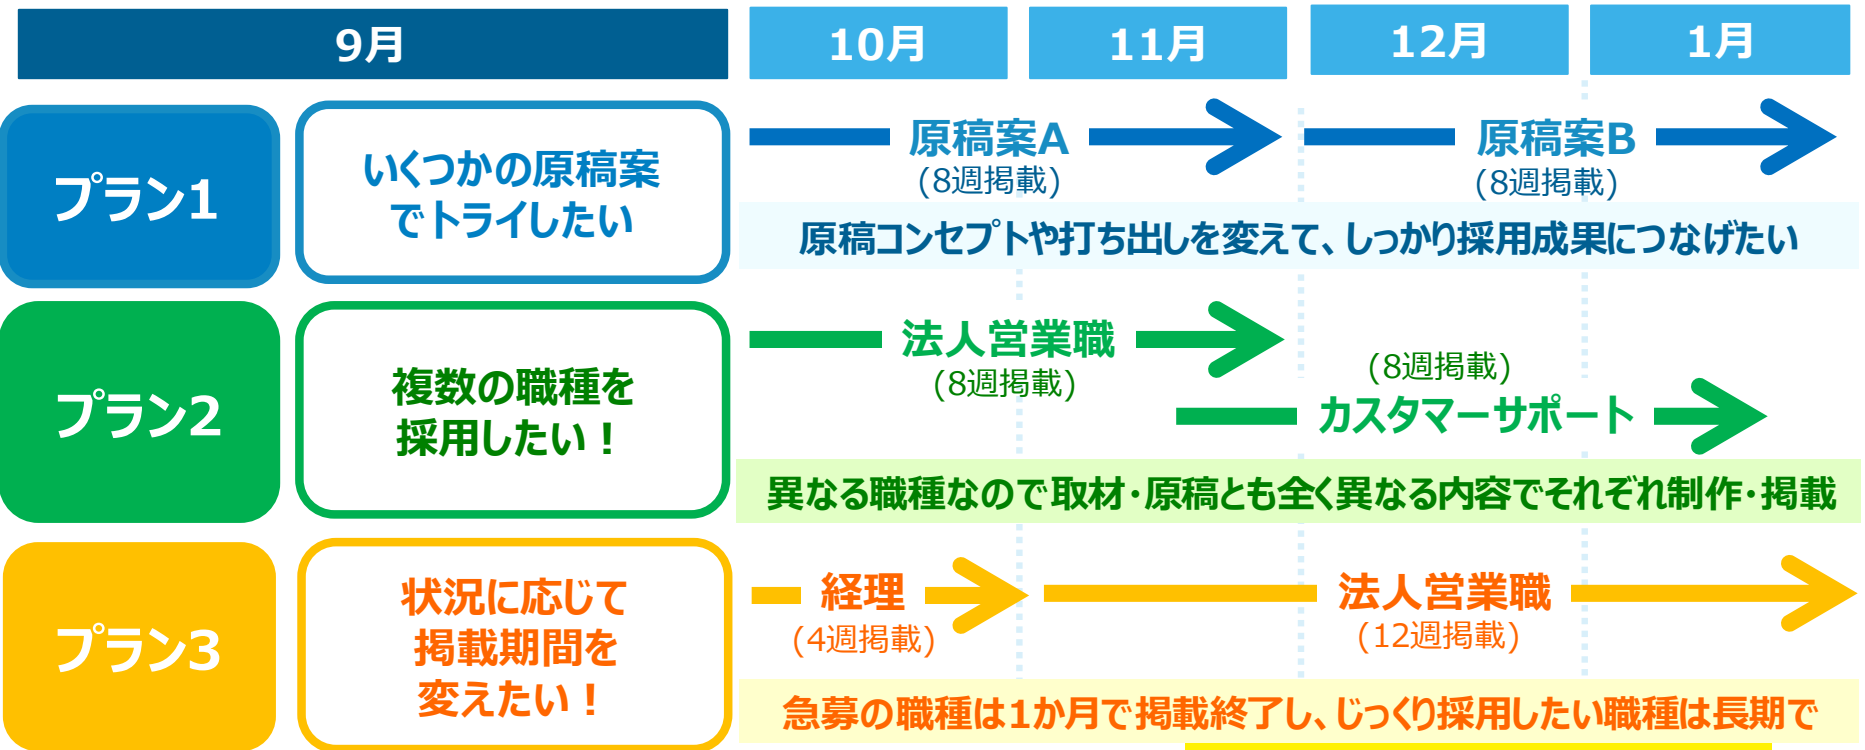 9月
10月
11月
12月
1月
プラン1
いくつかの原稿案
でトライしたい
原稿案A
(8週掲載)
原稿案B
(8週掲載)
原稿コンセプトや打ち出しを変えて、しっかり採用成果につなげたい
プラン2
複数の職種を
採用したい！
法人営業職
(8週掲載)
(8週掲載)
カスタマーサポート
異なる職種なので取材・原稿とも全く異なる内容でそれぞれ制作・掲載
プラン3
状況に応じて
掲載期間を
変えたい！
経理
(4週掲載)
法人営業職
(12週掲載)
急募の職種は1か月で掲載終了し、じっくり採用したい職種は長期で